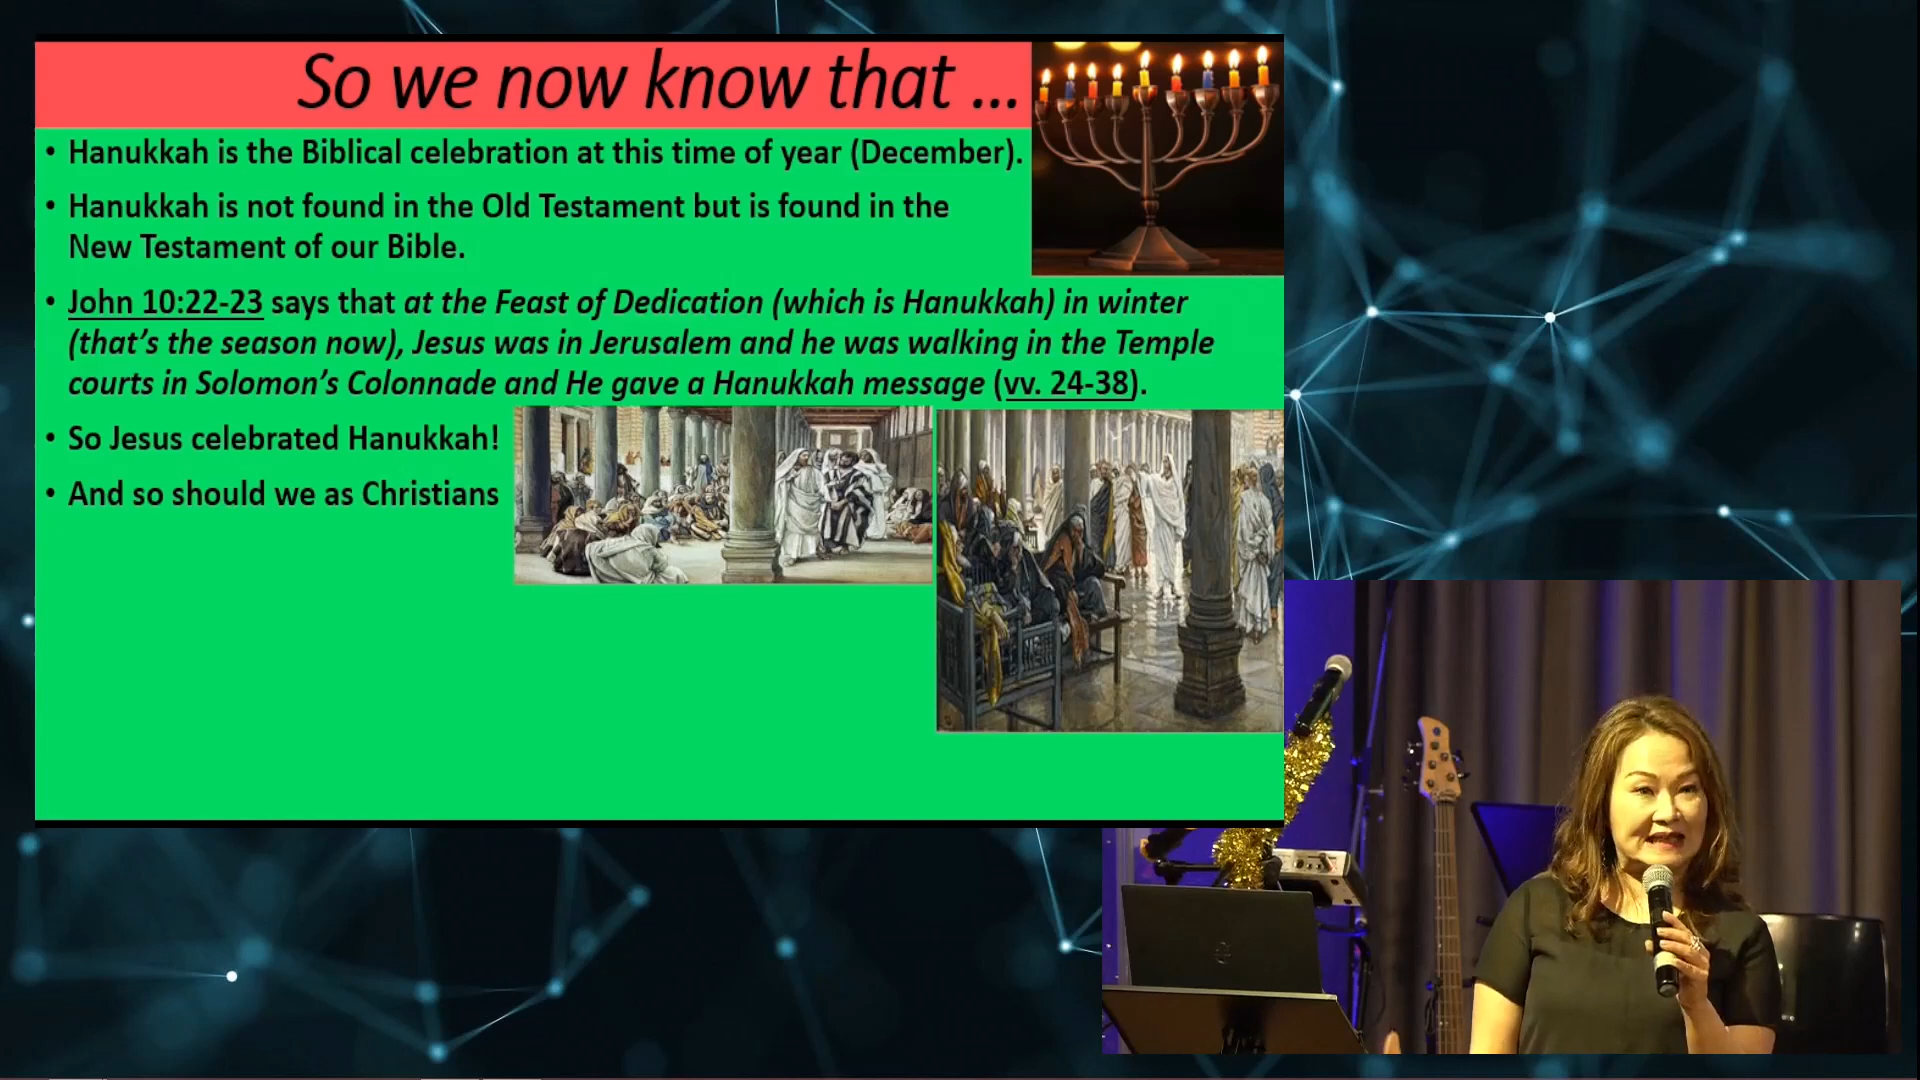 So we now know that ...
• Hanukkah is the Biblical celebration at this time of year (December).
• Hanukkah is not found in the Old Testament but is found in the
New Testament of our Bible.
• John 10:22-23 says that at the Feast of Dedication (which is Hanukkah) in winter
(that's the season now), Jesus was in Jerusalem and he was walking in the Temple
courts in Solomon's Colonnade and He gave a Hanukkah message (vv. 24-38).
• So Jesus celebrated Hanukkah!
• And so should we as Christians